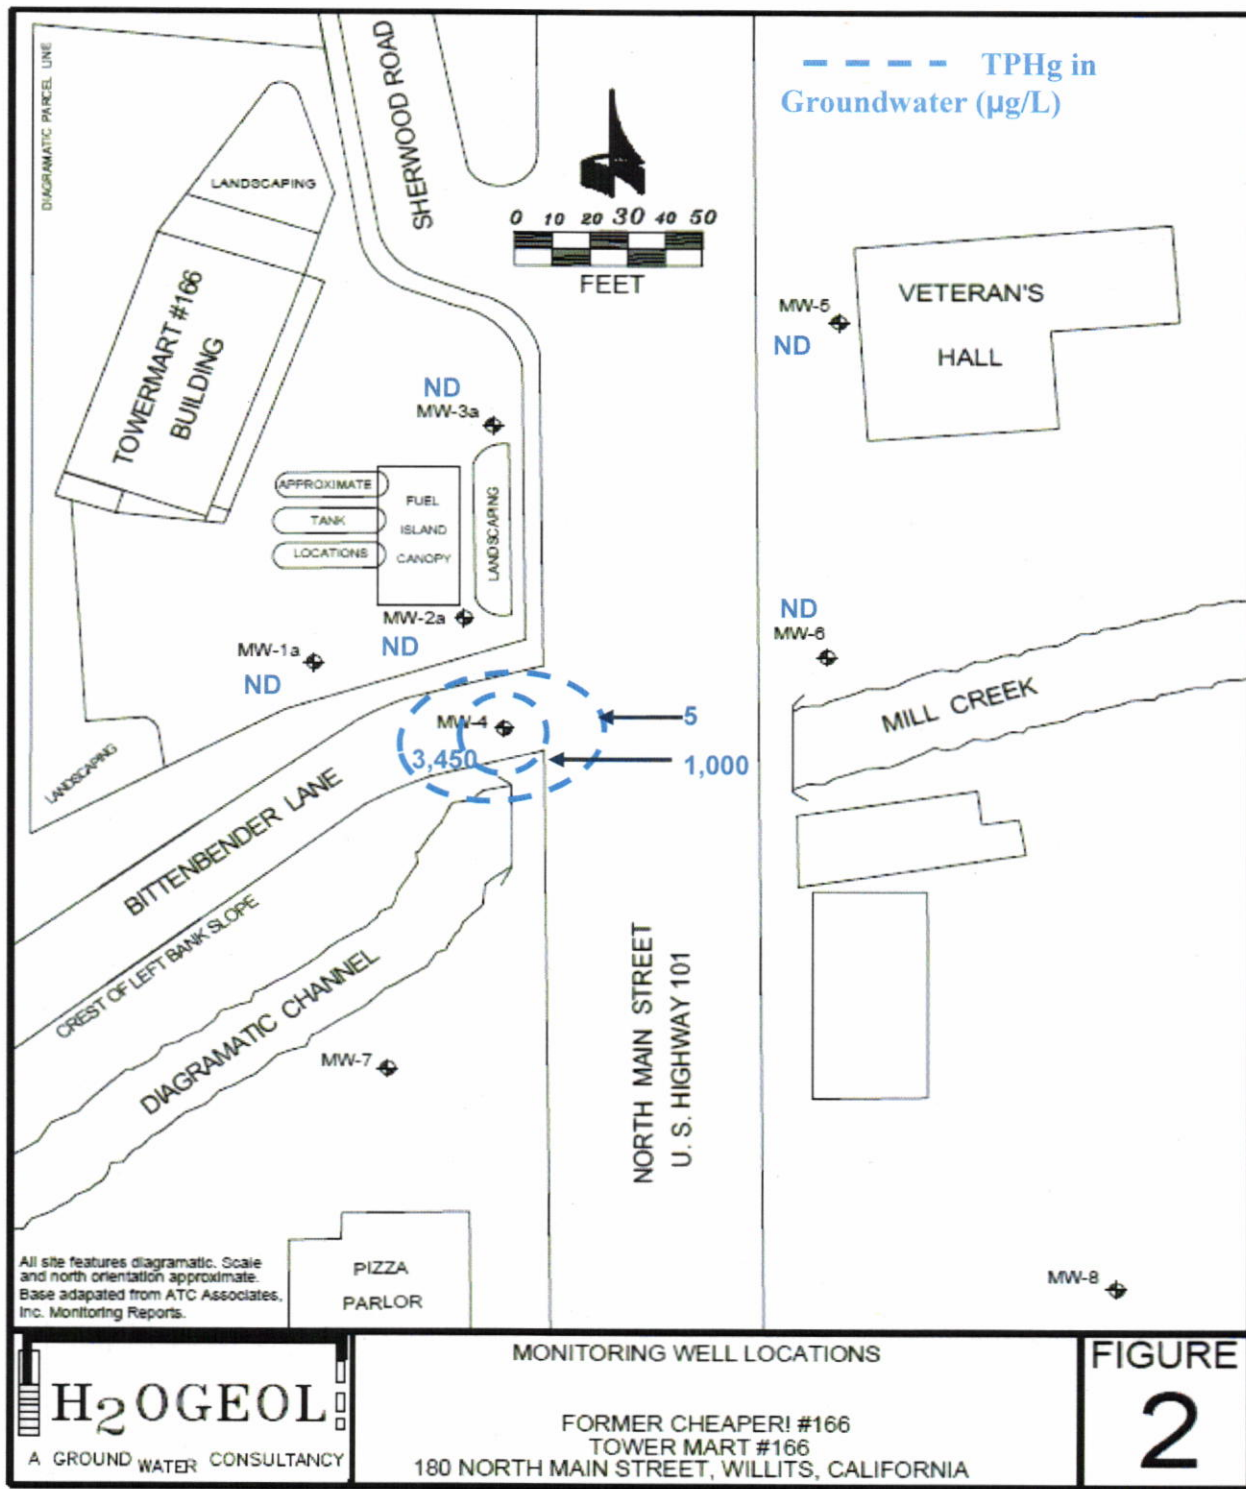 DIAGRAMATIC PARCEL LINE
SHERWOOD ROAD
TPHg in
Groundwater (µg/L)
LANDSCAPING
0 10 20 30 40 50
FEET
TOWERMART #166
BUILDING
MW-5
ND
VETERAN'S
HALL
ND
MW-3a
APPROXIMATE
TANK
LOCATIONS
FUEL
ISLAND
CANOPY
LANDSCAPING
MW-2a
ND
MW-1a
ND
ND
MW-6
MILL CREEK
MW-4
3,450
5
1,000
LANDSCAPING
BITTENBENDER LANE
CREST OF LEFT BANK SLOPE
DIAGRAMATIC CHANNEL
NORTH MAIN STREET
U. S. HIGHWAY 101
MW-7
MW-8
PIZZA
PARLOR
All site features diagramatic. Scale
and north orientation approximate.
Base adapated from ATC Associates,
Inc. Monitoring Reports.
H2OGEOL
A GROUND WATER CONSULTANCY
MONITORING WELL LOCATIONS
FORMER CHEAPER! #166
TOWER MART #166
180 NORTH MAIN STREET, WILLITS, CALIFORNIA
FIGURE
2